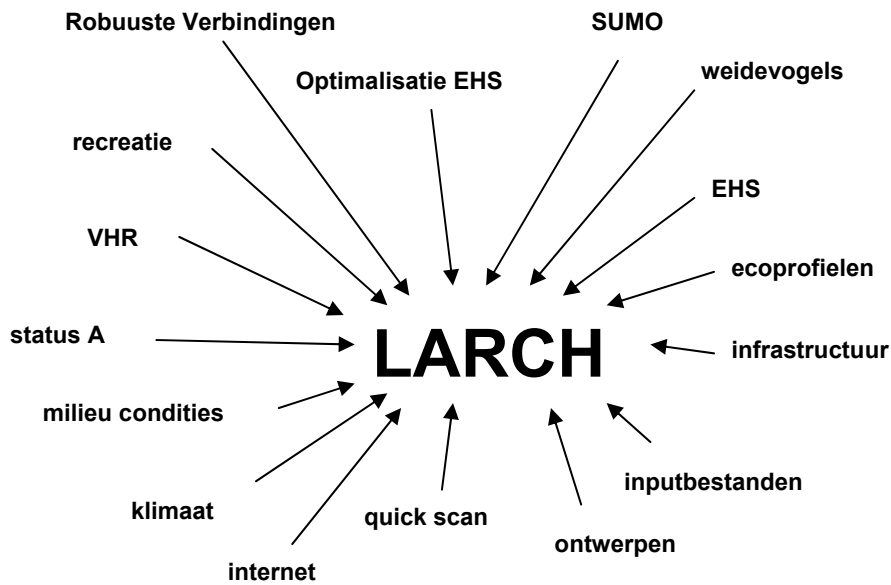 Robuuste Verbindingen
SUMO
Optimalisatie EHS
weidevogels
recreatie
EHS
VHR
ecoprofielen
status A
LARCH
infrastructuur
milieu condities
inputbestanden
klimaat
quick scan
ontwerpen
internet